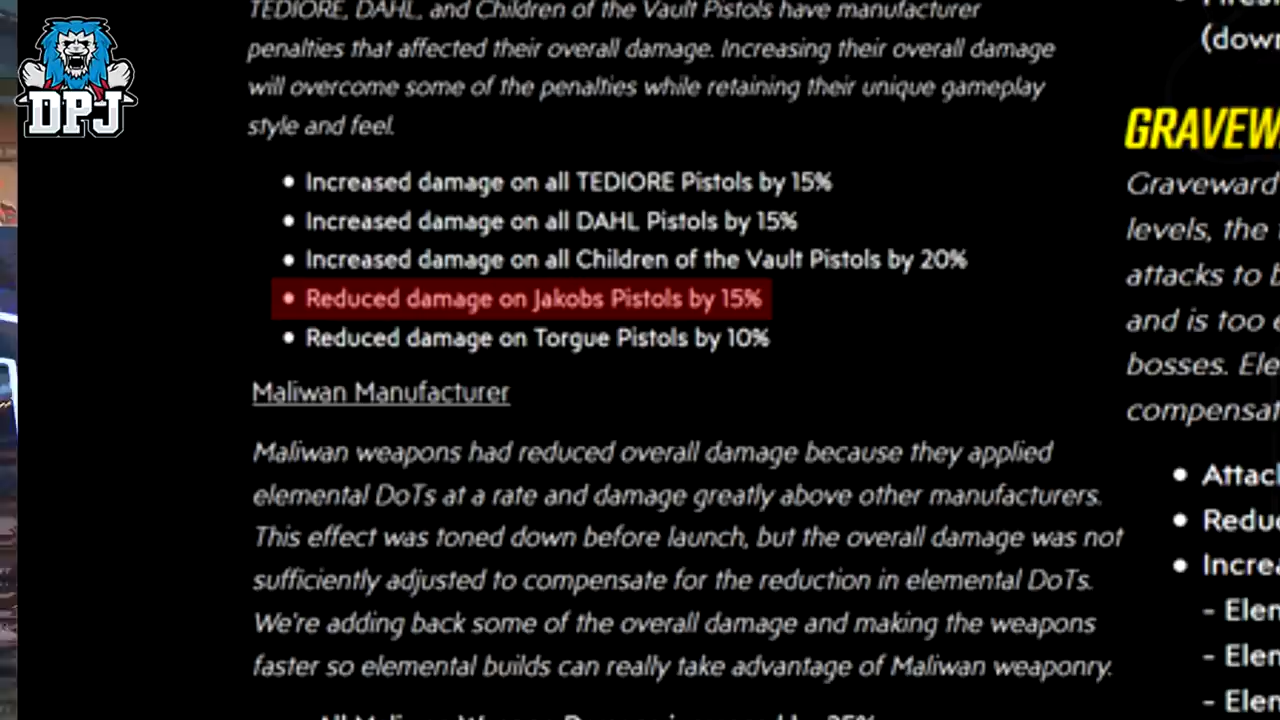 DPJ
TEDIORE, DAHL, and Children of the Vault Pistols have manufacturer
penalties that affected their overall damage. Increasing their overall damage
will overcome some of the penalties while retaining their unique gameplay
style and feel.
• Increased damage on all TEDIORE Pistols by 15%
• Increased damage on all DAHL Pistols by 15%
• Increased damage on all Children of the Vault Pistols by 20%
• Reduced damage on Jakobs Pistols by 15%
• Reduced damage on Torgue Pistols by 10%
Maliwan Manufacturer
Maliwan weapons had reduced overall damage because they applied
elemental DoTs at a rate and damage greatly above other manufacturers.
This effect was toned down before launch, but the overall damage was not
sufficiently adjusted to compensate for the reduction in elemental DoTs.
We're adding back some of the overall damage and making the weapons
faster so elemental builds can really take advantage of Maliwan weaponry.
(down
GRAVEW
Graveward
levels, the
attacks to b
and is too
bosses. Ele
compensat
• Attac
• Redu
• Increa
- Elem
- Elem
- Elem